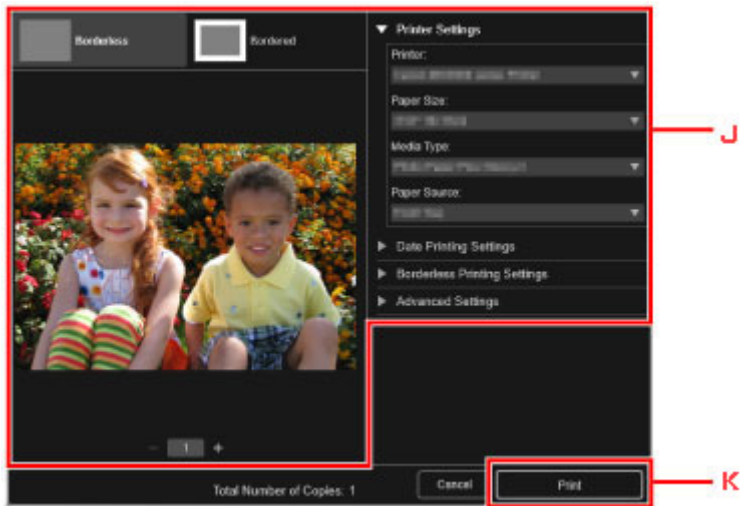 Borderless
Bordered
Printer Settings
Printer:
Paper Size:
Media Type:
Paper Source:
Date Printing Settings
Borderless Printing Settings
Advanced Settings
J
- 1 +
Total Number of Copies: 1
Cancel
Print
K